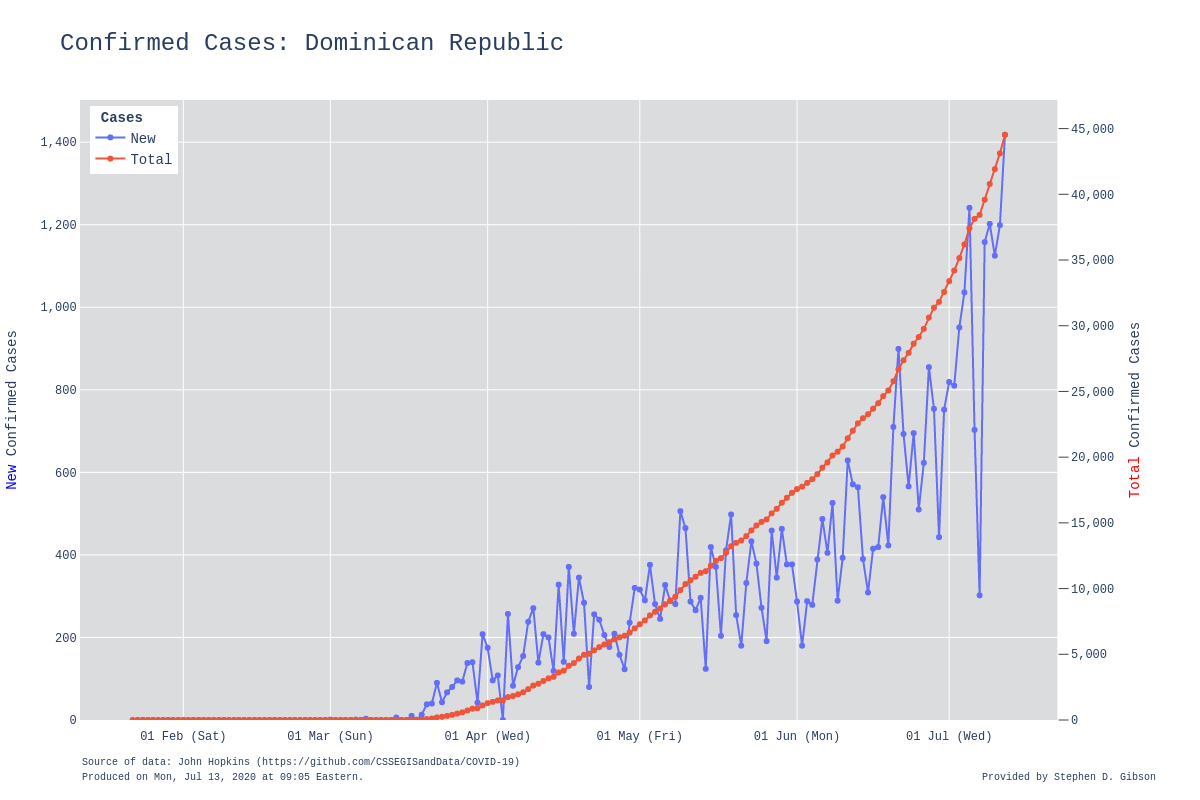 Confirmed Cases: Dominican Republic
Cases
New
Total
1,400
1,200
1,000
800
600
400
200
0
New Confirmed Cases
45,000
40,000
35,000
30,000
25,000
20,000
15,000
10,000
5,000
0
Total Confirmed Cases
01 Feb (Sat) 01 Mar (Sun) 01 Apr (Wed) 01 May (Fri) 01 Jun (Mon) 01 Jul (Wed)
Source of data: John Hopkins (https://github.com/CSSEGISandData/COVID-19)
Produced on Mon, Jul 13, 2020 at 09:05 Eastern.
Provided by Stephen D. Gibson